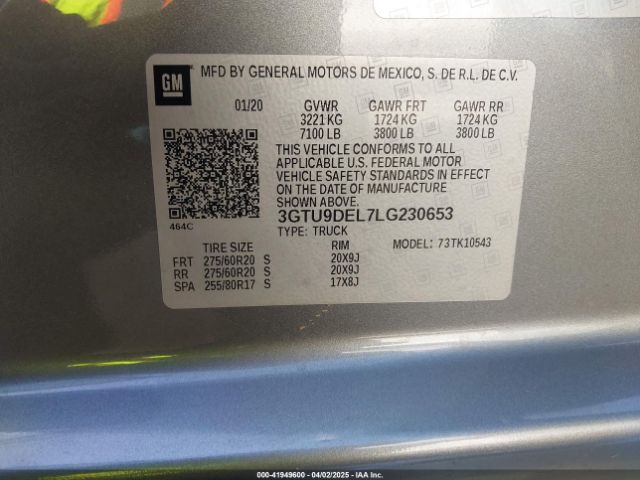 GM
MFD BY GENERAL MOTORS DE MEXICO, S. DE R.L. DE C.V.
01/20 GVWR GAWR FRT GAWR RR
3221 KG 1724 KG 1724 KG
7100 LB 3800 LB 3800 LB
THIS VEHICLE CONFORMS TO ALL
APPLICABLE U.S. FEDERAL MOTOR
VEHICLE SAFETY STANDARDS IN EFFECT
ON THE DATE OF MANUFACTURE
SHOWN ABOVE.
464C
3GTU9DEL7LG230653
TYPE: TRUCK MODEL: 73TK10543
TIRE SIZE RIM
FRT 275/60R20 S 20X9J
RR 275/60R20 S 20X9J
SPA 255/80R17 S 17X8J
000-41949600 - 04/02/2025 - IAAI.COM